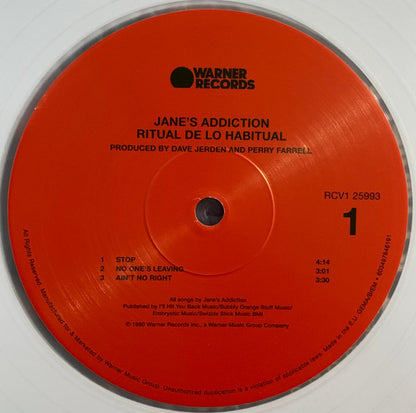 WARNER
RECORDS
JANE'S ADDICTION
RITUAL DE LO HABITUAL
PRODUCED BY DAVE JERDEN AND PERRY FARRELL
RCV1 25993
1
1 STOP 4:14
2 NO ONE'S LEAVING 3:01
3 AIN'T NO RIGHT 3:30
All songs by Jane's Addiction
Published by I'll Hit You Back Music/Bubbly Orange Stuff Music/
Embryotic Music/Swizzle Stick Music BMI
℗ 1990 Warner Records Inc., a Warner Music Group Company
All Rights Reserved. Manufactured for & Marketed by Warner Music Group. Unauthorized Duplication is a violation of applicable laws. Made in the E.U. GEMA/BIEM • 603497846191